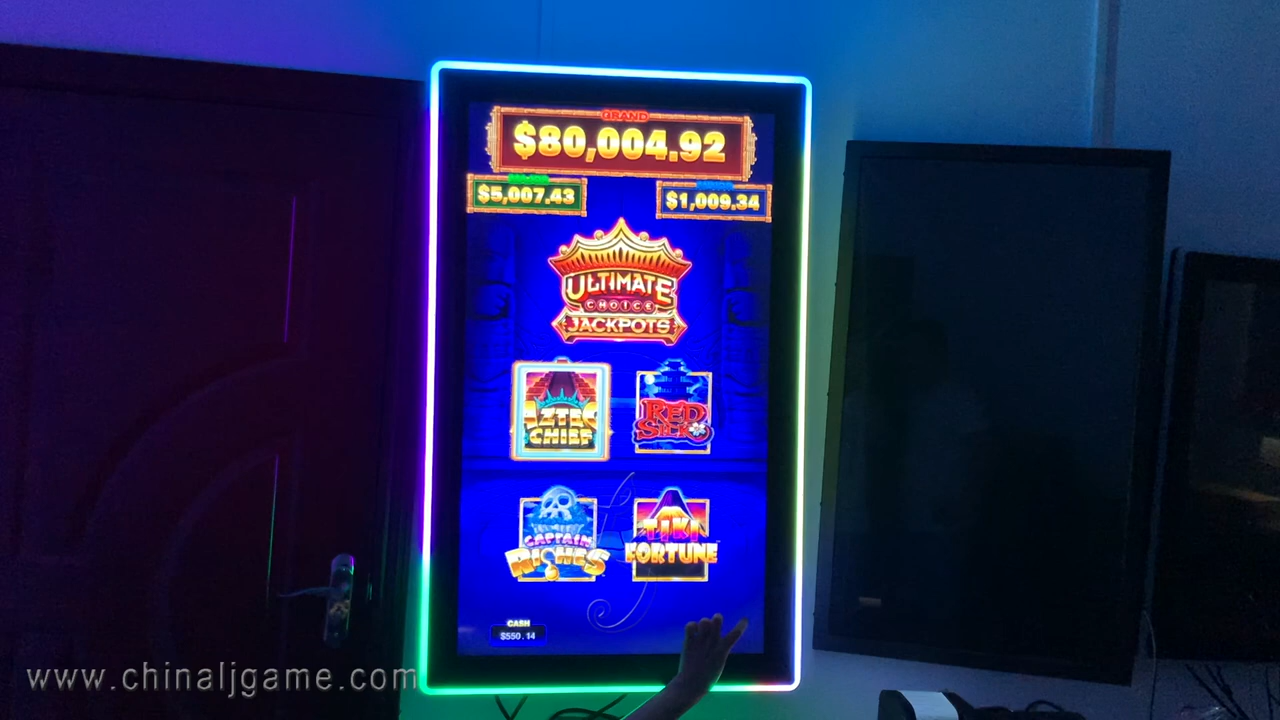 GRAND
$80,004.92
MAJOR
$5,007.43
$1,009.34
ULTIMATE
CHOICE
JACKPOTS
AZTEC
CHIEF
RED
SILK
CAPTAIN
RICHES
TIKI
FORTUNE
CASH
$550.14
www.chinaljgame.com